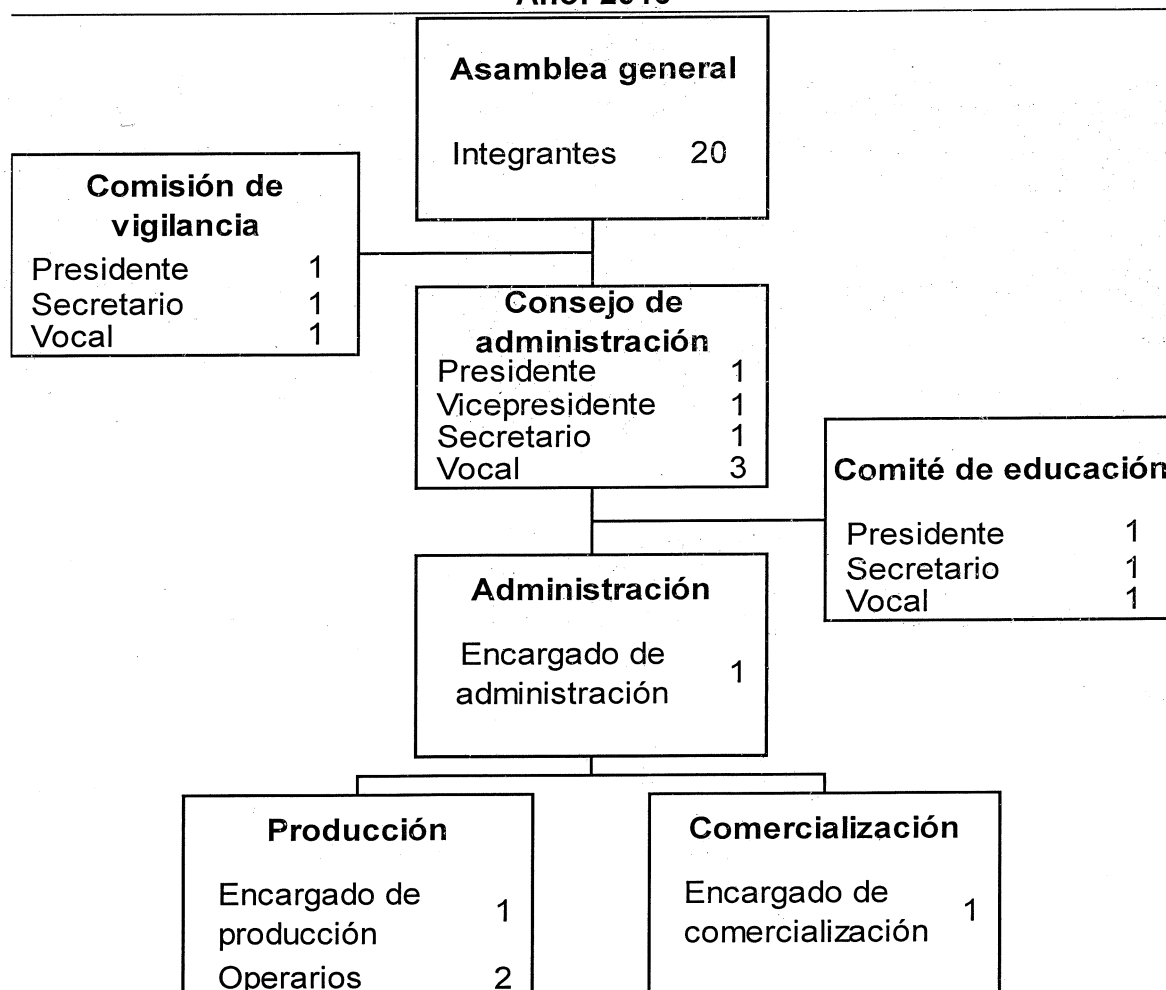 Asamblea general
Integrantes 20
Comisión de
vigilancia
Presidente 1
Secretario 1
Vocal 1
Consejo de
administración
Presidente 1
Vicepresidente 1
Secretario 1
Vocal 3
Comité de educación
Presidente 1
Secretario 1
Vocal 1
Administración
Encargado de
administración 1
Producción
Encargado de
producción 1
Operarios 2
Comercialización
Encargado de
comercialización 1